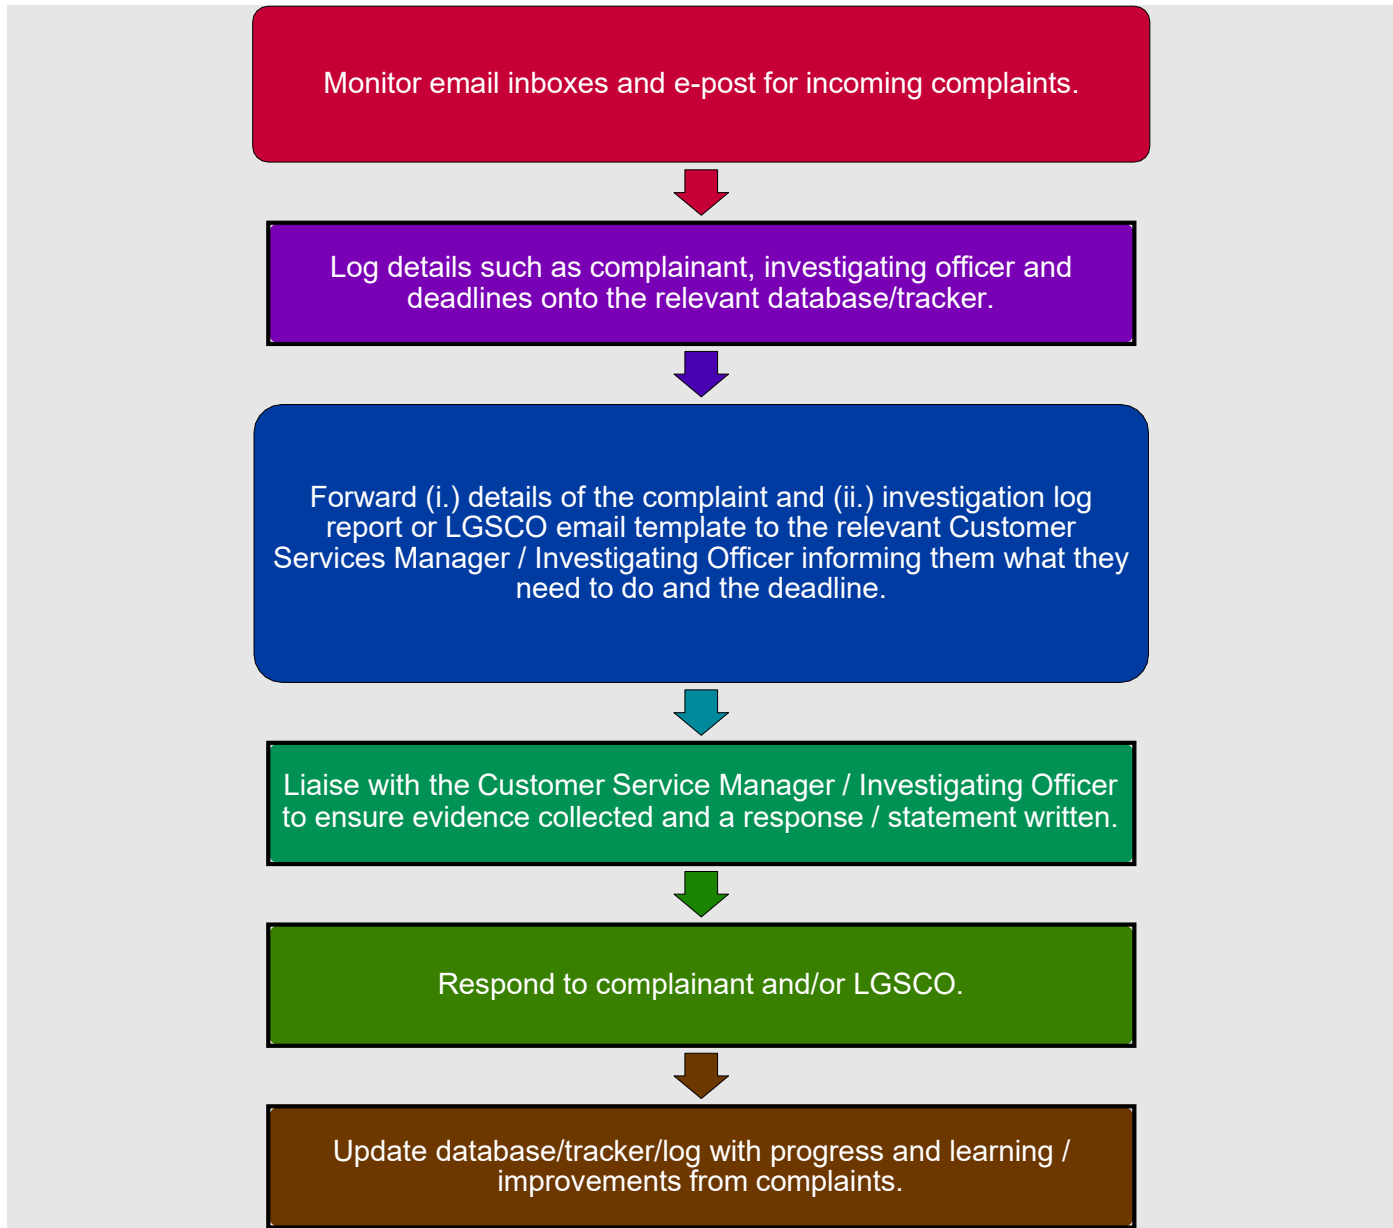 Monitor email inboxes and e-post for incoming complaints.
Log details such as complainant, investigating officer and
deadlines onto the relevant database/tracker.
Forward (i.) details of the complaint and (ii.) investigation log
report or LGSCO email template to the relevant Customer
Services Manager / Investigating Officer informing them what they
need to do and the deadline.
Liaise with the Customer Service Manager / Investigating Officer
to ensure evidence collected and a response / statement written.
Respond to complainant and/or LGSCO.
Update database/tracker/log with progress and learning /
improvements from complaints.